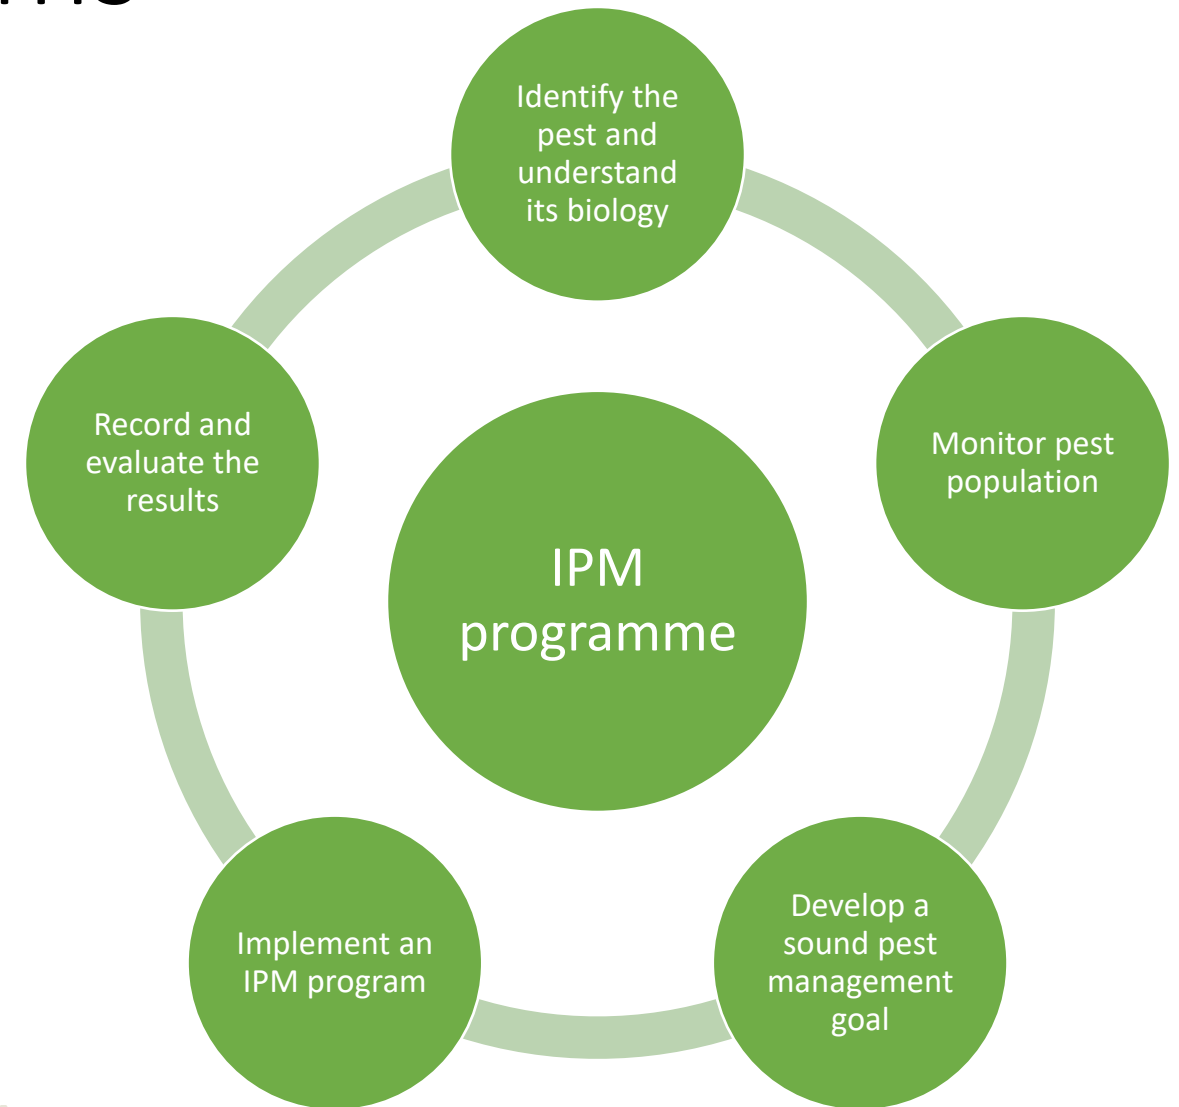 Identify the
pest and
understand
its biology
Monitor pest
population
Develop a
sound pest
management
goal
Implement an
IPM program
Record and
evaluate the
results
IPM
programme